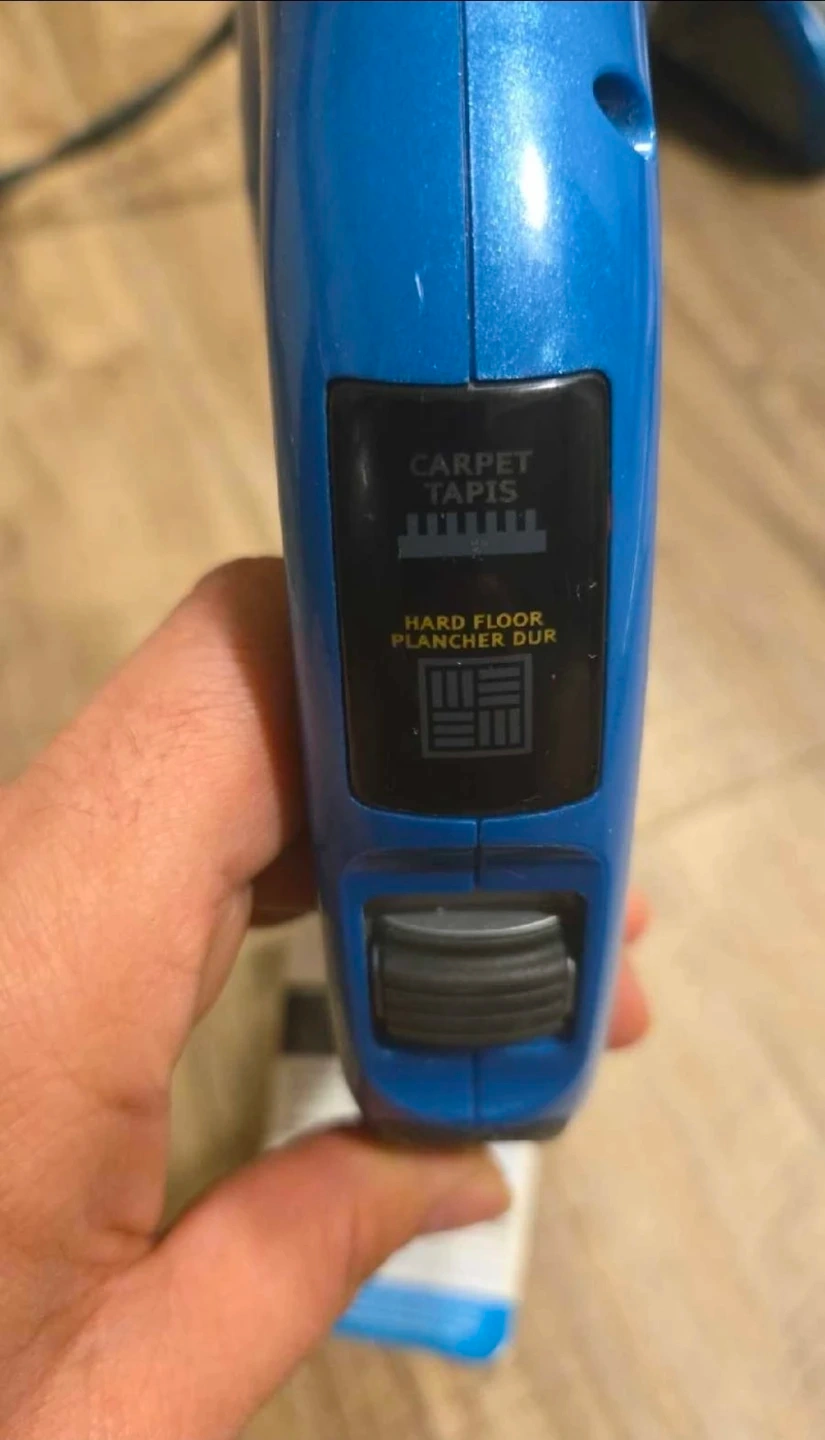 CARPET
TAPIS
HARD FLOOR
PLANCHER DUR